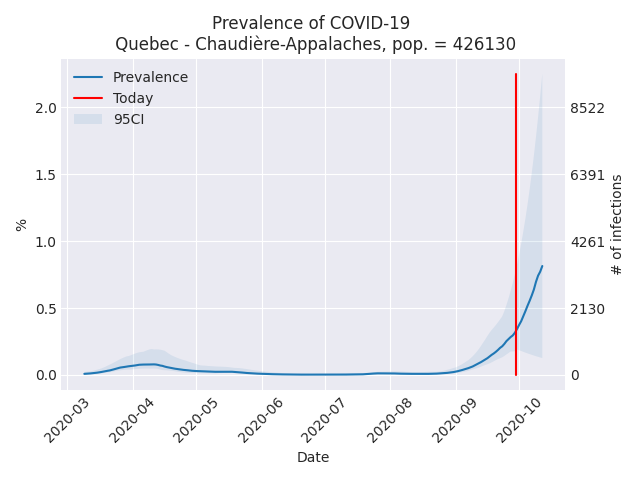 Prevalence of COVID-19
Quebec - Chaudière-Appalaches, pop. = 426130
Prevalence
Today
95CI
2.0
1.5
1.0
0.5
0.0
%
8522
6391
4261
2130
0
# of infections
2020-03
2020-04
2020-05
2020-06
2020-07
2020-08
2020-09
2020-10
Date